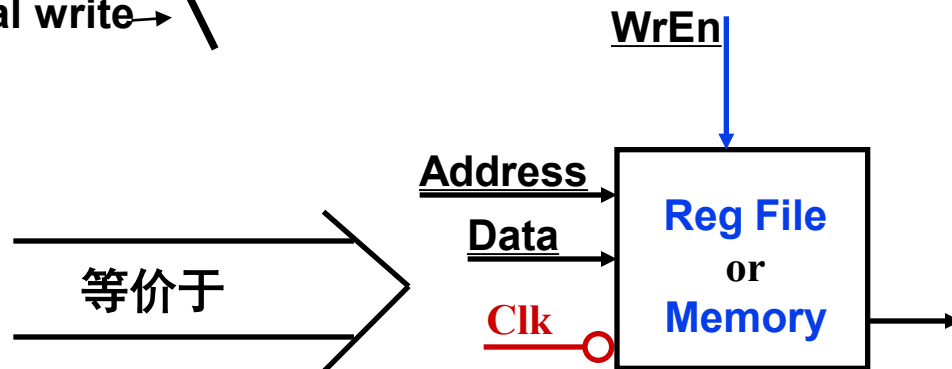 al write
WrEn
Address
Data
Clk
Reg File
or
Memory
等价于